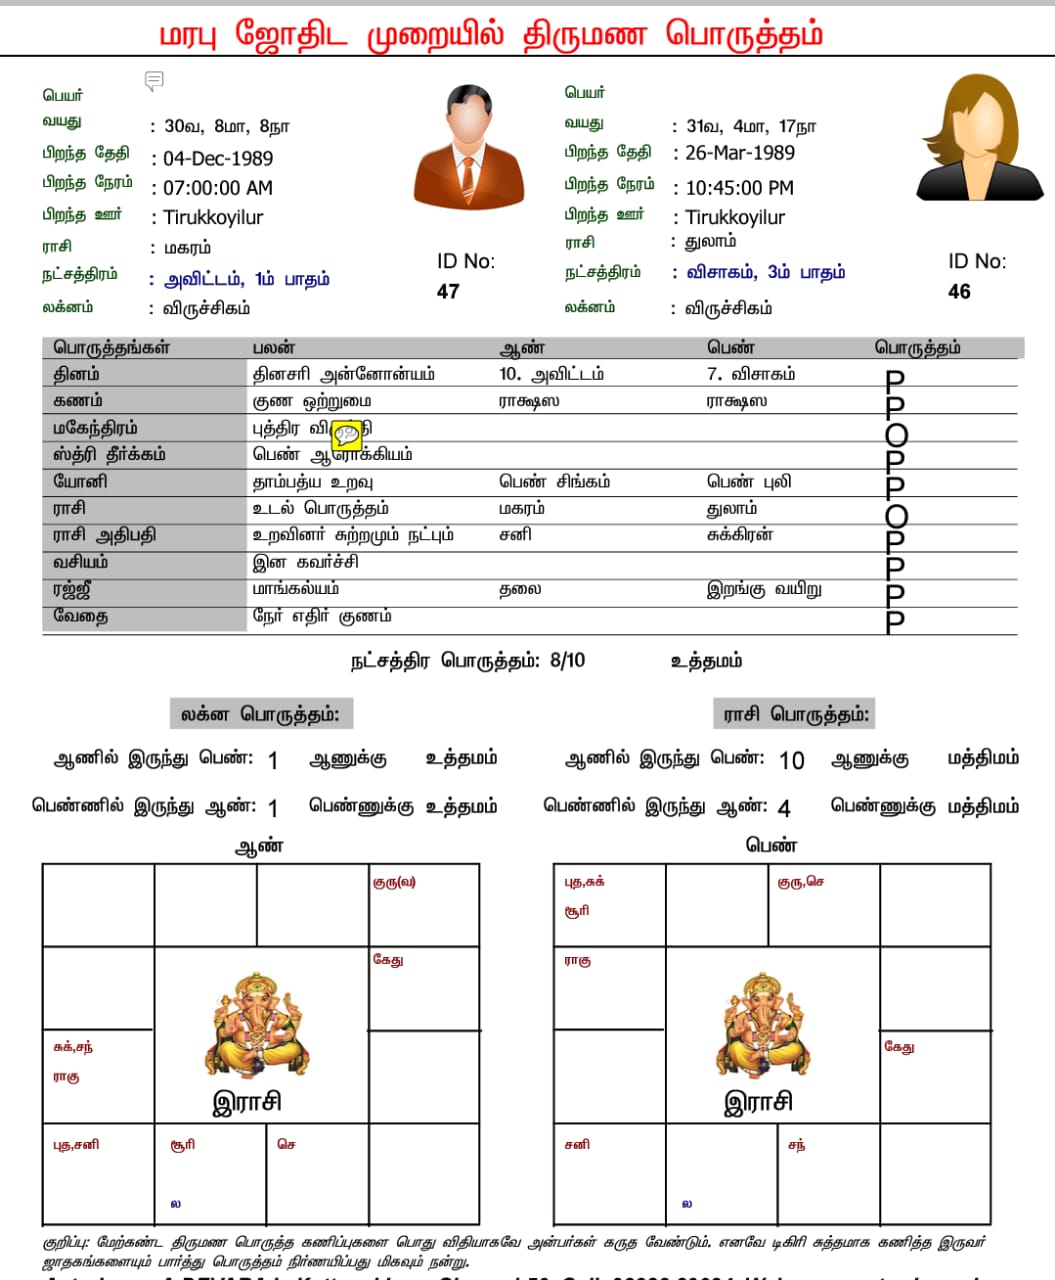 மரபு ஜோதிட முறையில் திருமண பொருத்தம்
பெயர்
வயது : 30வ, 8மா, 8நா
பிறந்த தேதி : 04-Dec-1989
பிறந்த நேரம் : 07:00:00 AM
பிறந்த ஊர் : Tirukkoyilur
ராசி : மகரம்
நட்சத்திரம் : அவிட்டம், 1ம் பாதம்
லக்னம் : விருச்சிகம்
ID No:
47
பெயர்
வயது : 31வ, 4மா, 17நா
பிறந்த தேதி : 26-Mar-1989
பிறந்த நேரம் : 10:45:00 PM
பிறந்த ஊர் : Tirukkoyilur
ராசி : துலாம்
நட்சத்திரம் : விசாகம், 3ம் பாதம்
லக்னம் : விருச்சிகம்
ID No:
46
பொருத்தங்கள் பலன் ஆண் பெண் பொருத்தம்
தினம் தினசரி அன்னோன்யம் 10. அவிட்டம் 7. விசாகம் P
கணம் குண ஒற்றுமை ராக்ஷஸ ராக்ஷஸ P
மகேந்திரம் புத்திர O
ஸ்த்ரி தீர்க்கம் பெண் ஆரோக்கியம் P
யோனி தாம்பத்ய உறவு பெண் சிங்கம் பெண் புலி P
ராசி உடல் பொருத்தம் மகரம் துலாம் O
ராசி அதிபதி உறவினர் சுற்றமும் நட்பும் சனி சுக்கிரன் P
வசியம் இன கவர்ச்சி P
ரஜ்ஜீ மாங்கல்யம் தலை இறங்கு வயிறு P
வேதை நேர் எதிர் குணம் P
நட்சத்திர பொருத்தம்: 8/10 உத்தமம்
லக்ன பொருத்தம்:
ஆணில் இருந்து பெண்: 1 ஆணுக்கு உத்தமம்
பெண்ணில் இருந்து ஆண்: 1 பெண்ணுக்கு உத்தமம்
ராசி பொருத்தம்:
ஆணில் இருந்து பெண்: 10 ஆணுக்கு மத்திமம்
பெண்ணில் இருந்து ஆண்: 4 பெண்ணுக்கு மத்திமம்
ஆண்
குரு(வ)
கேது
சுக்,சந்
ராகு
இராசி
புத,சனி சூரி செ
ல
பெண்
புத,சுக் குரு,செ
சூரி
ராகு
கேது
இராசி
சனி சந்
ல
குறிப்பு: மேற்கண்ட திருமண பொருத்த கணிப்புகளை பொது விதியாகவே அன்பர்கள் கருத வேண்டும். எனவே டிகிரி சுத்தமாக கணித்த இருவர்
ஜாதகங்களையும் பார்த்து பொருத்தம் நிர்ணயிப்பது மிகவும் நன்று.